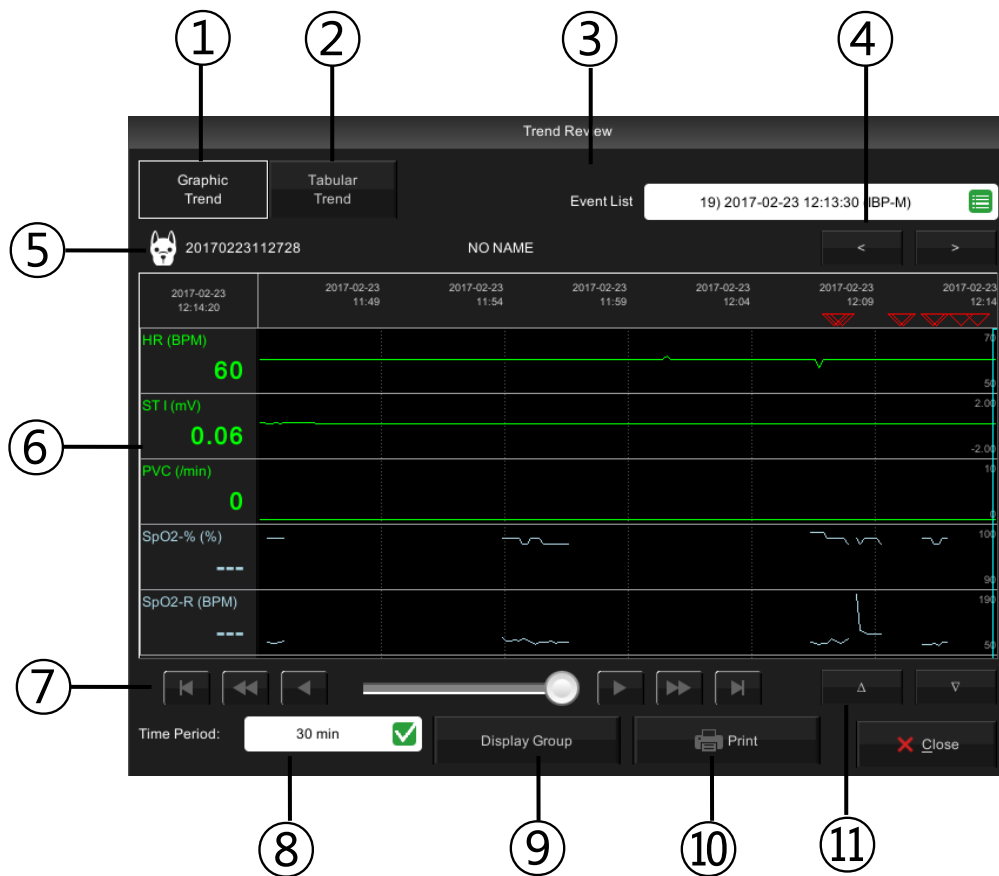 ① ② ③ ④
Trend Review
Graphic
Trend
Tabular
Trend
Event List
19) 2017-02-23 12:13:30 (IBP-M)
⑤
20170223112728
NO NAME
<
>
2017-02-23
12:14:20
2017-02-23
11:49
2017-02-23
11:54
2017-02-23
11:59
2017-02-23
12:04
2017-02-23
12:09
2017-02-23
12:14
HR (BPM)
60
70
50
⑥
ST I (mV)
0.06
2.00
-2.00
PVC (/min)
0
10
0
SpO2-% (%)
---
100
90
SpO2-R (BPM)
---
190
50
⑦
Time Period:
30 min
Display Group
Print
Close
⑧ ⑨ ⑩ ⑪